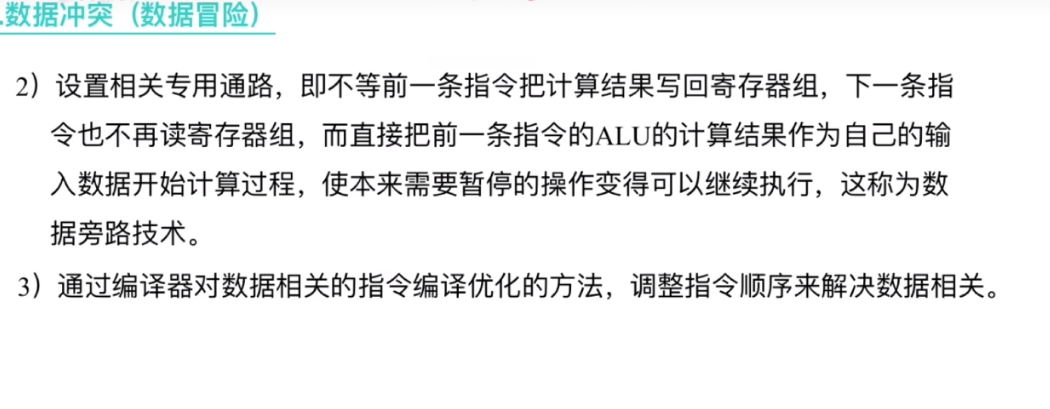 .数据冲突（数据冒险）
2）设置相关专用通路，即不等前一条指令把计算结果写回寄存器组，下一条指
令也不再读寄存器组，而直接把前一条指令的ALU的计算结果作为自己的输
入数据开始计算过程，使本来需要暂停的操作变得可以继续执行，这称为数
据旁路技术。
3）通过编译器对数据相关的指令编译优化的方法，调整指令顺序来解决数据相关。